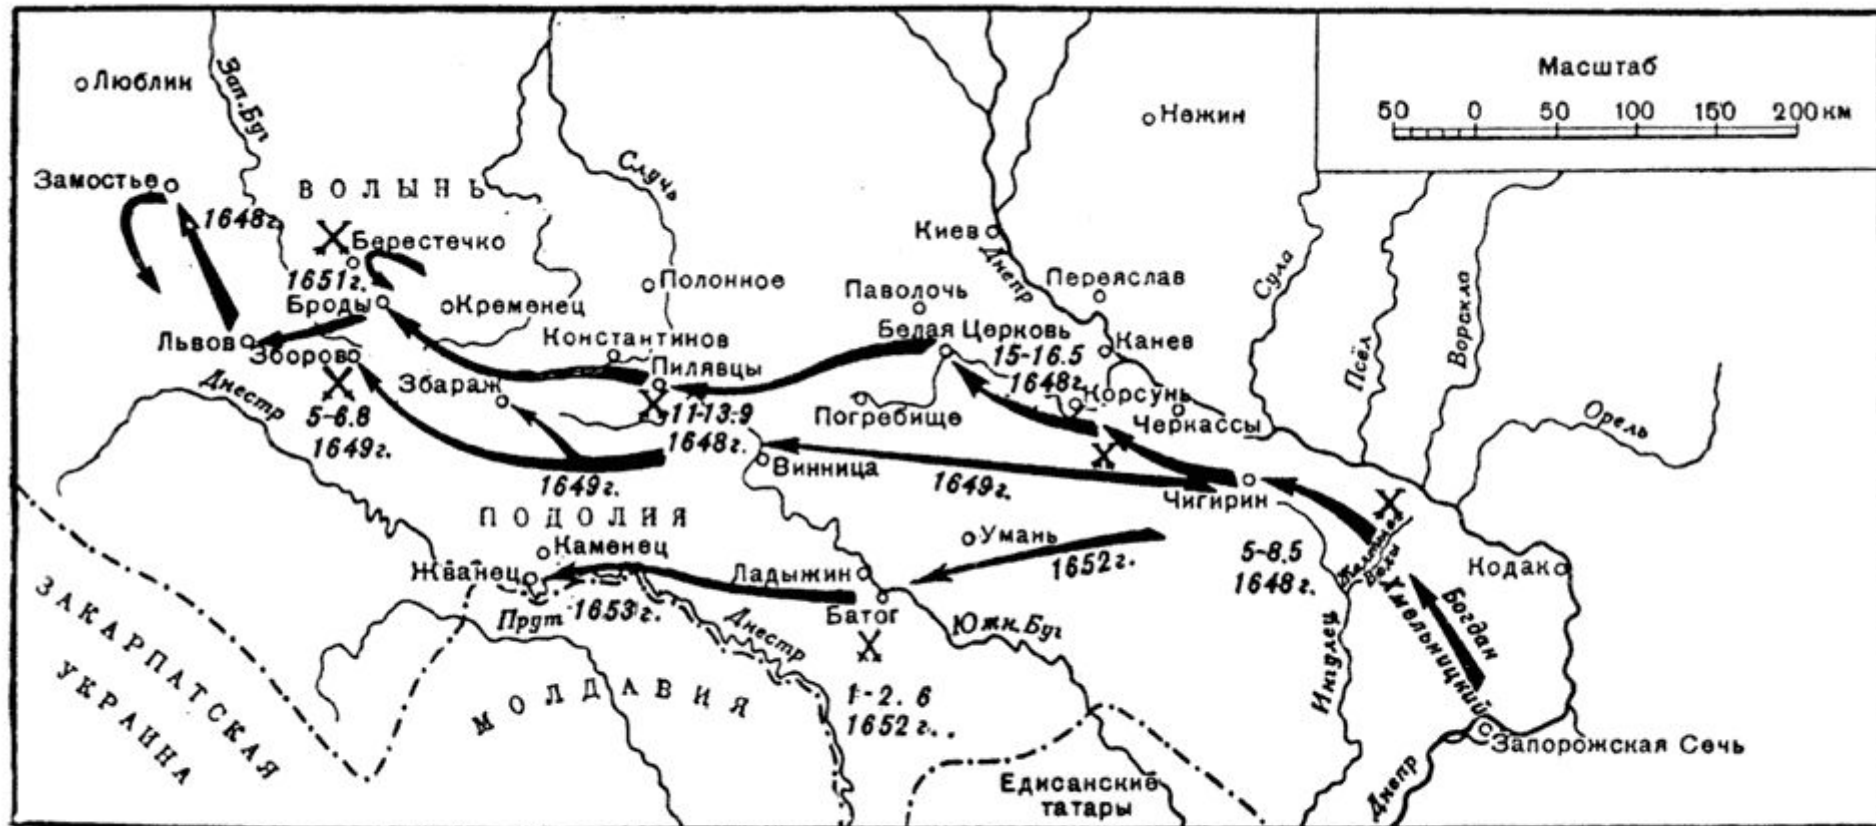 Масштаб
50 0 50 100 150 200 км
Люблин
Зап. Буг
Нежин
Случь
Замостье
ВОЛЫНЬ
1648г.
Берестечко
1651г.
Киев
Днепр
Переяслав
Сула
Псёл
Ворскла
Орель
Полонное
Паволочь
Броды
Кременец
Белая Церковь
15-16.5
1648г.
Канев
Львов
Зборов
Константинов
Пилявцы
Днестр
Збараж
Корсунь
Погребище
Черкассы
5-6.8
1649г.
11-13.9
1648г.
Винница
1649г.
1649г.
Чигирин
ПОДОЛИЯ
Каменец
Умань
1652г.
5-8.5
1648г.
Желтые
Воды
Кодак
Жванец
Ладыжин
1653г.
Прут
Днестр
Батог
Южн. Буг
Богдан
Хмельницкий
Ингулец
ЗАКАРПАТСКАЯ
УКРАИНА
МОЛДАВИЯ
1-2. 6
1652г..
Запорожская Сечь
Днепр
Едисанские
татары